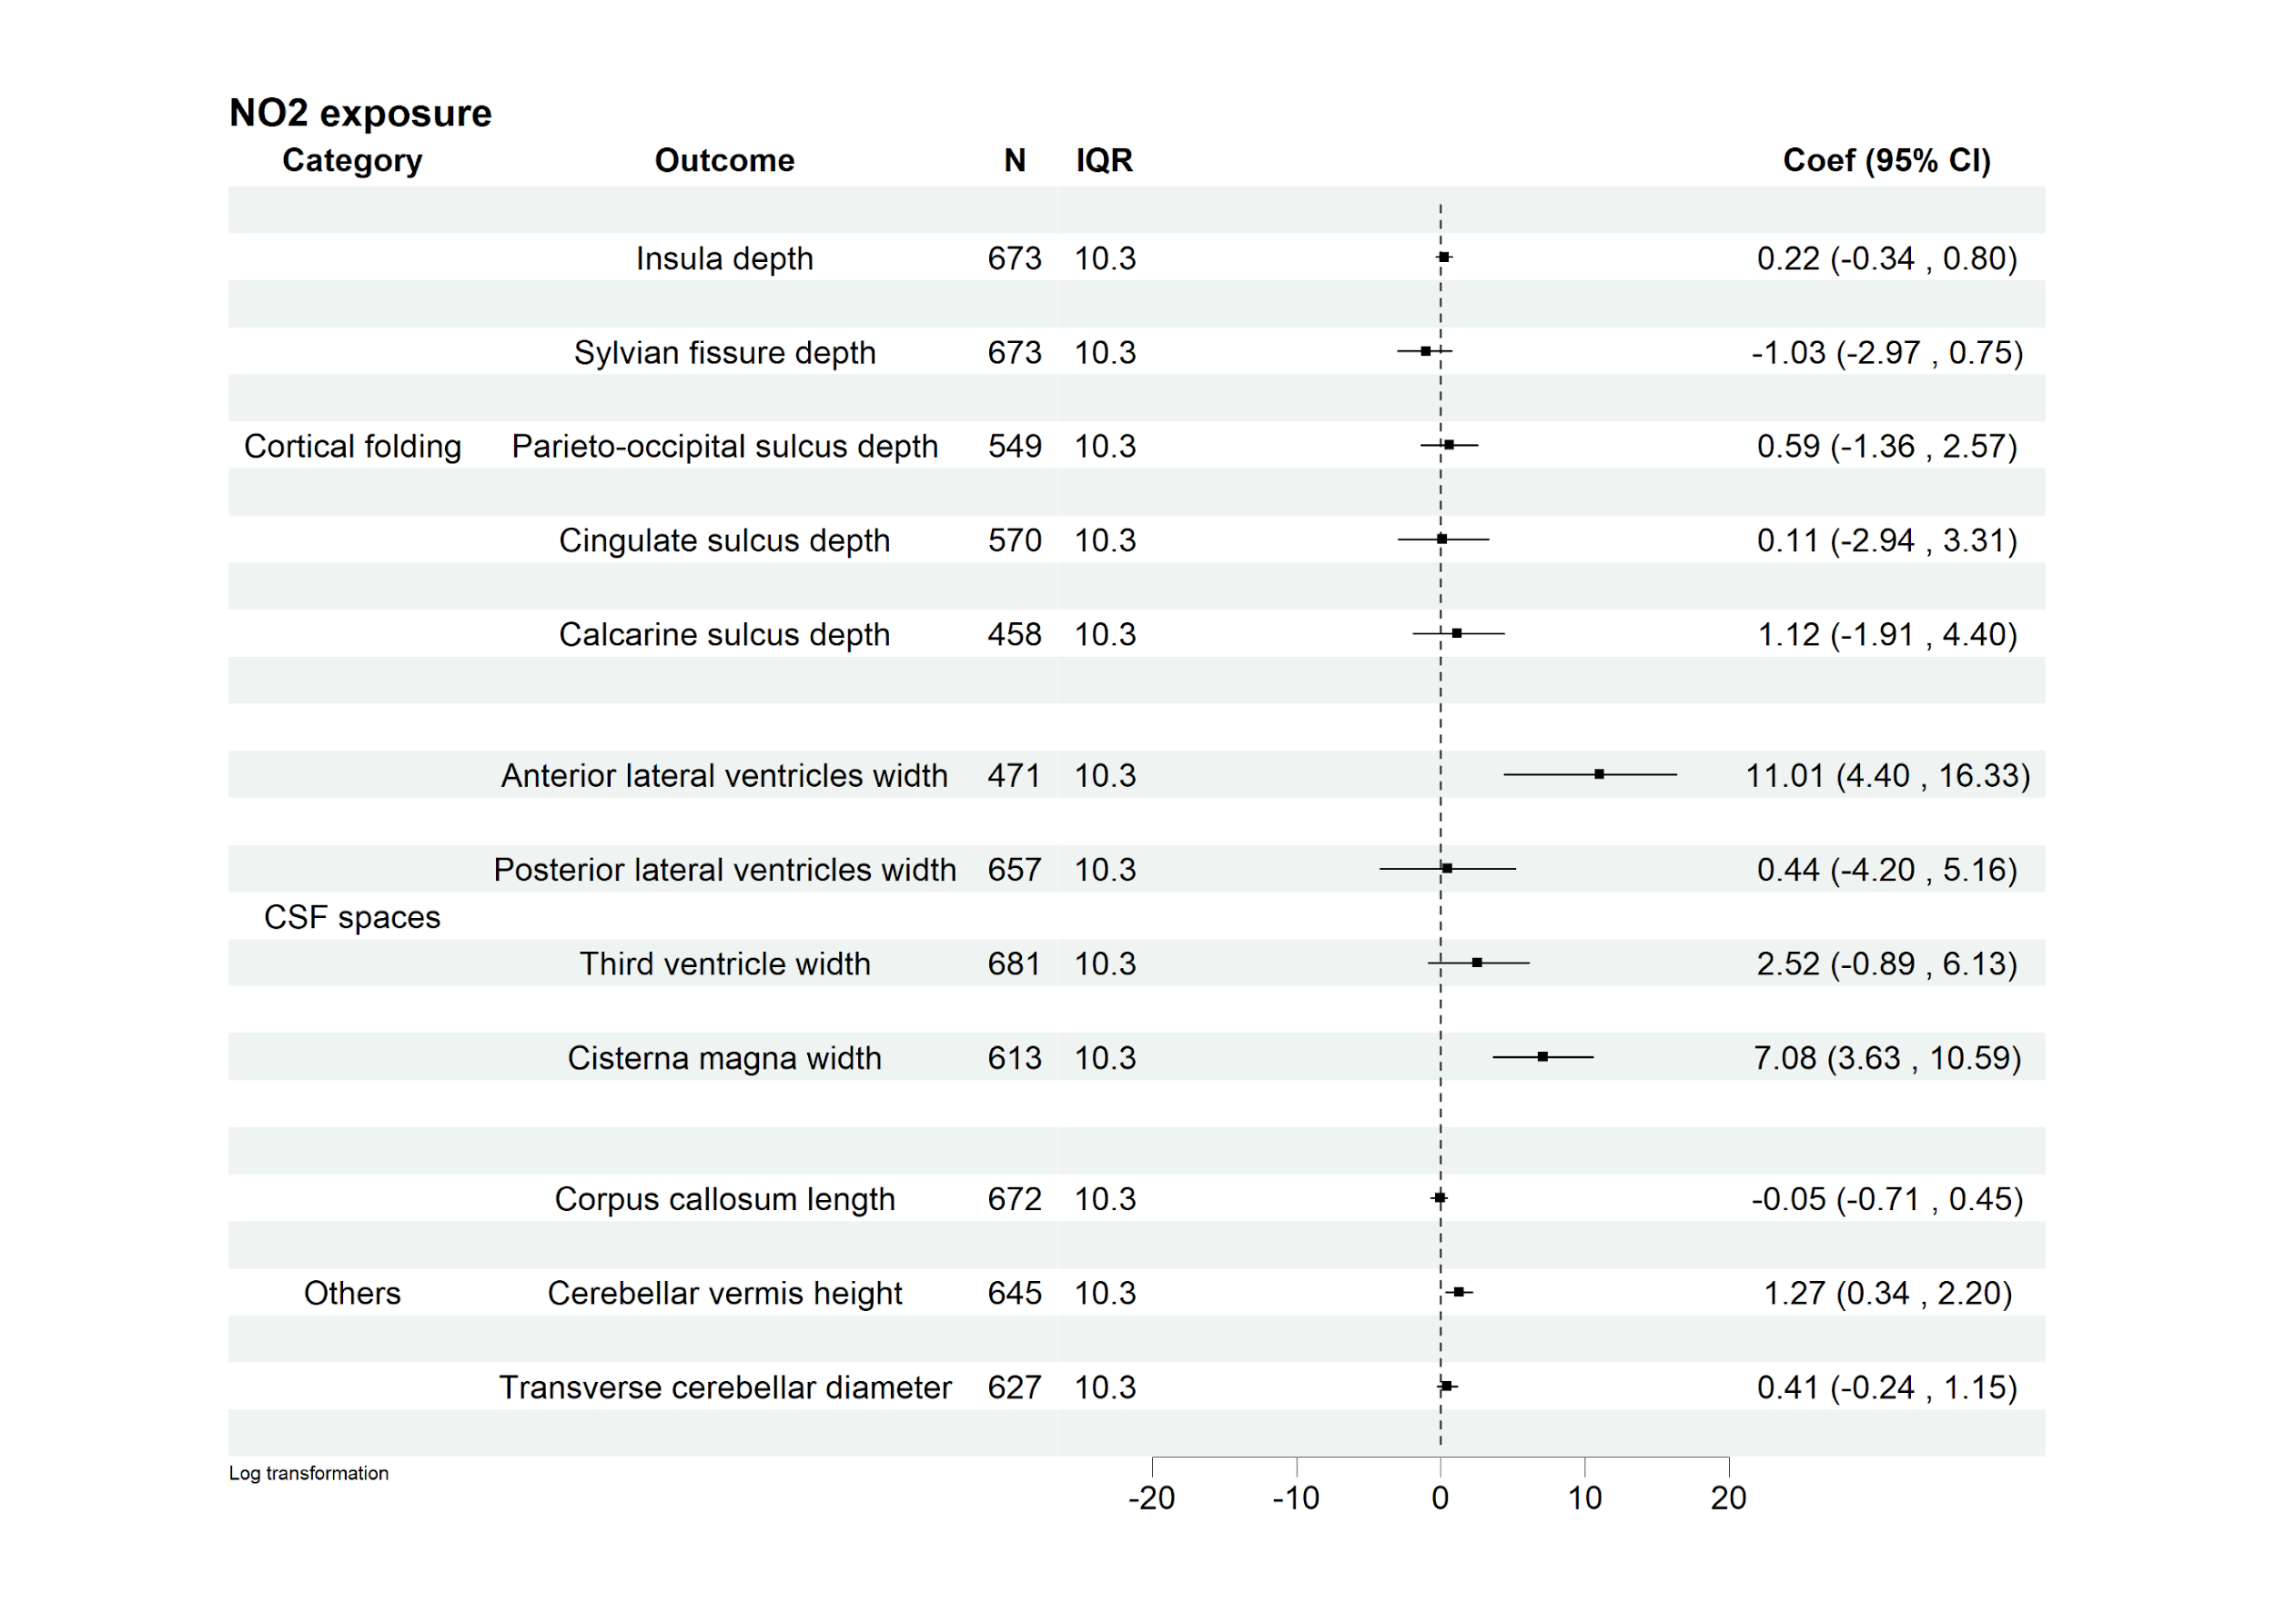 NO2 exposure
Category Outcome N IQR Coef (95% CI)
Insula depth 673 10.3 0.22 (-0.34 , 0.80)
Sylvian fissure depth 673 10.3 -1.03 (-2.97 , 0.75)
Cortical folding Parieto-occipital sulcus depth 549 10.3 0.59 (-1.36 , 2.57)
Cingulate sulcus depth 570 10.3 0.11 (-2.94 , 3.31)
Calcarine sulcus depth 458 10.3 1.12 (-1.91 , 4.40)
Anterior lateral ventricles width 471 10.3 11.01 (4.40 , 16.33)
Posterior lateral ventricles width 657 10.3 0.44 (-4.20 , 5.16)
CSF spaces
Third ventricle width 681 10.3 2.52 (-0.89 , 6.13)
Cisterna magna width 613 10.3 7.08 (3.63 , 10.59)
Corpus callosum length 672 10.3 -0.05 (-0.71 , 0.45)
Others Cerebellar vermis height 645 10.3 1.27 (0.34 , 2.20)
Transverse cerebellar diameter 627 10.3 0.41 (-0.24 , 1.15)
Log transformation
-20 -10 0 10 20